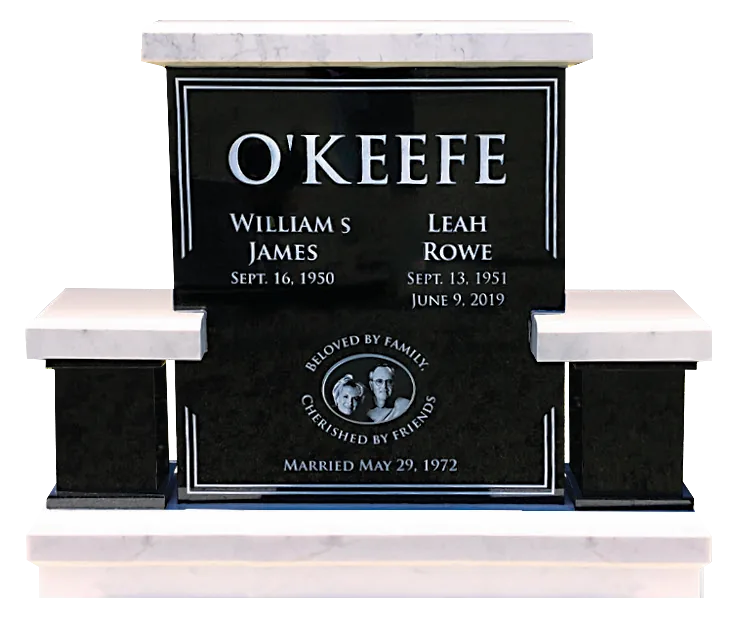 O'KEEFE
WILLIAM S
JAMES
SEPT. 16, 1950
LEAH
ROWE
SEPT. 13, 1951
JUNE 9, 2019
BELOVED BY FAMILY,
CHERISHED BY FRIENDS
MARRIED MAY 29, 1972